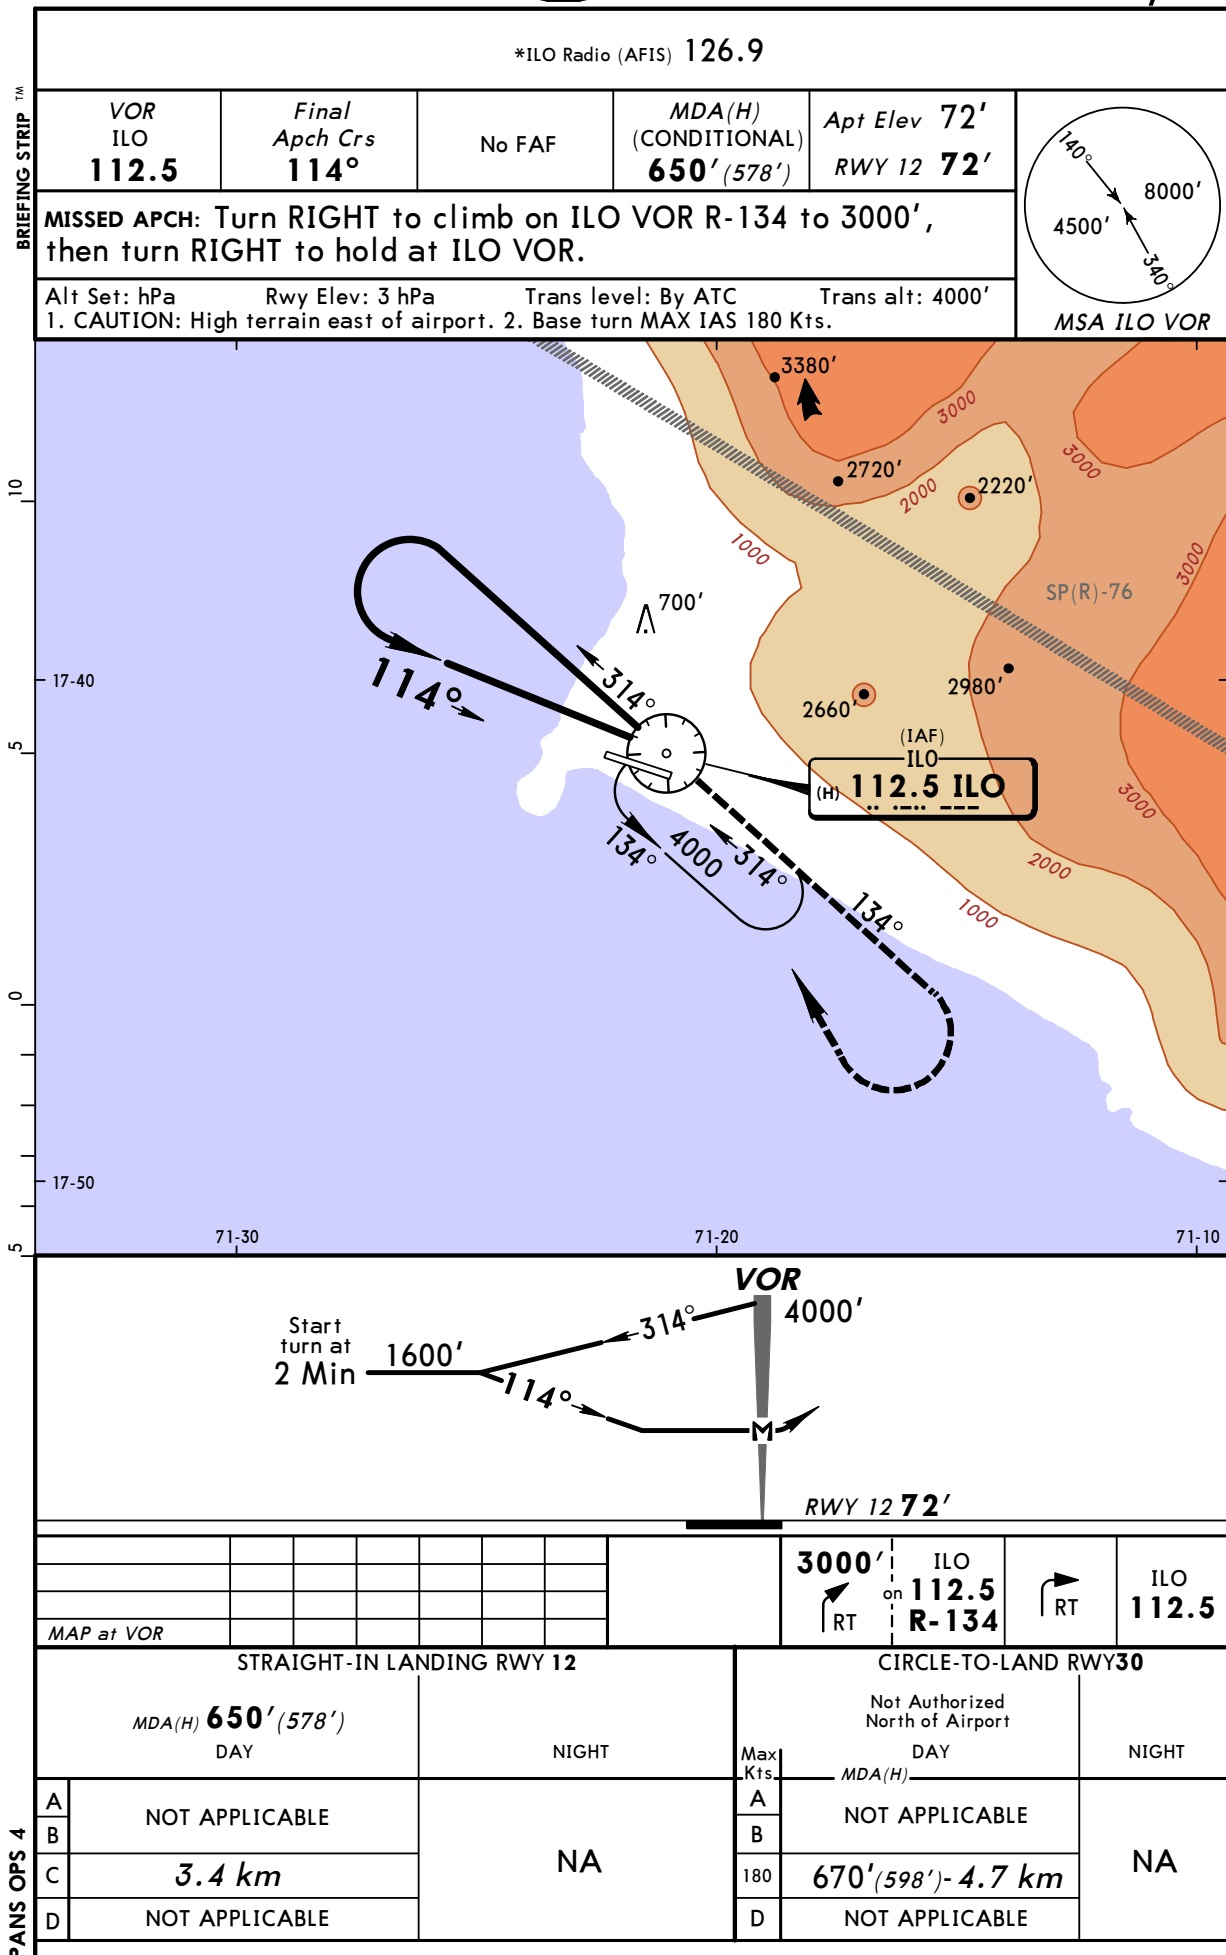 *ILO Radio (AFIS) 126.9
BRIEFING STRIP TM
VOR
ILO
112.5
Final
Apch Crs
114°
No FAF
MDA(H)
(CONDITIONAL)
650' (578')
Apt Elev 72'
RWY 12 72'
MISSED APCH: Turn RIGHT to climb on ILO VOR R-134 to 3000',
then turn RIGHT to hold at ILO VOR.
Alt Set: hPa Rwy Elev: 3 hPa Trans level: By ATC Trans alt: 4000'
1. CAUTION: High terrain east of airport. 2. Base turn MAX IAS 180 Kts.
140°
8000'
4500'
340°
MSA ILO VOR
3380'
3000
2720'
2000
2220'
3000
1000
3000
SP(R)-76
700'
10
17-40
114°
314°
2660'
2980'
(IAF)
ILO
(H) 112.5 ILO
5
3000
134°
4000
314°
2000
1000
134°
0
17-50
5
71-30
71-20
71-10
VOR
4000'
314°
Start
turn at
2 Min
1600'
114°
M
RWY 12 72'
MAP at VOR
3000'
RT
on
ILO
112.5
R-134
RT
ILO
112.5
STRAIGHT-IN LANDING RWY 12
CIRCLE-TO-LAND RWY30
MDA(H) 650' (578')
Not Authorized
North of Airport
DAY
NIGHT
Max
Kts
DAY
MDA(H)
NIGHT
A
B
NOT APPLICABLE
C
3.4 km
D
NOT APPLICABLE
NA
A
B
NOT APPLICABLE
180
670' (598') - 4.7 km
D
NOT APPLICABLE
NA
PANS OPS 4